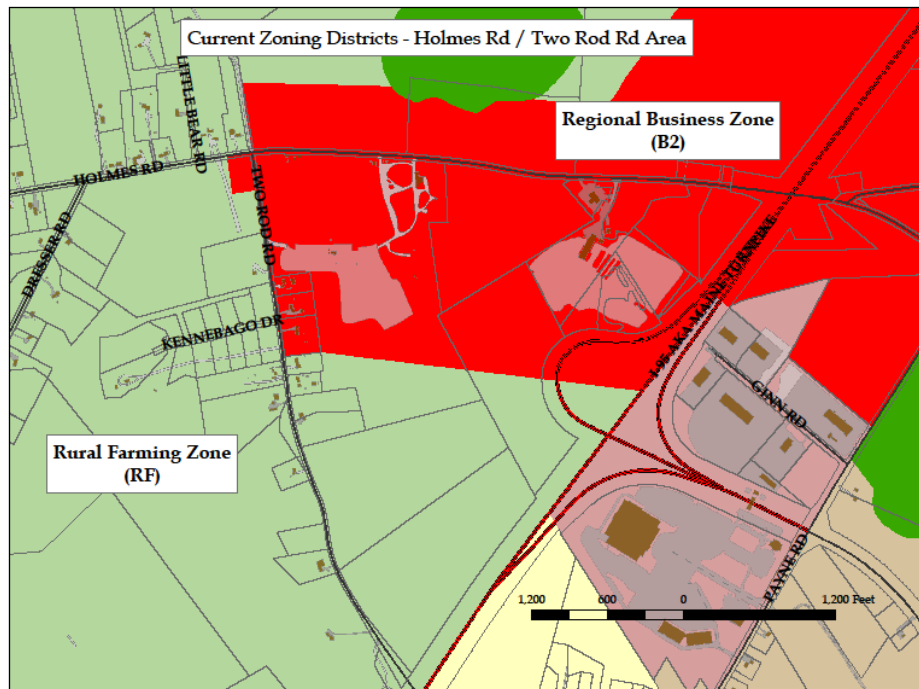 Current Zoning Districts - Holmes Rd / Two Rod Rd Area
LITTLE BEAR RD
Regional Business Zone
(B2)
HOLMES RD
TWO ROD RD
DRESSER RD
I-95 AKA MAINE TURNPIKE
KENNEBAGO DR
GINN RD
Rural Farming Zone
(RF)
PAYNE RD
1,200 600 0 1,200 Feet